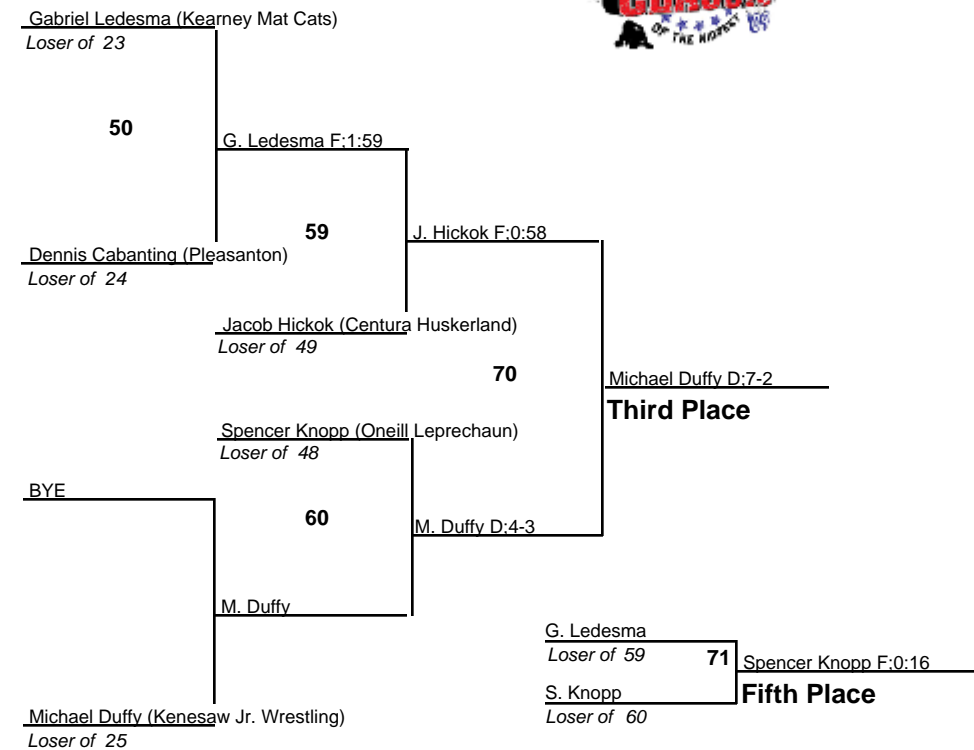 Gabriel Ledesma (Kearney Mat Cats)
Loser of 23
OF THE
50
G. Ledesma F;1:59
59
J. Hickok F;0:58
Dennis Cabanting (Pleasanton)
Loser of 24
Jacob Hickok (Centura Huskerland)
Loser of 49
70
Michael Duffy D;7-2
Third Place
Spencer Knopp (Oneill Leprechaun)
Loser of 48
BYE
60
M. Duffy D;4-3
M. Duffy
G. Ledesma
Loser of 59
71
Spencer Knopp F;0:16
Fifth Place
S. Knopp
Loser of 60
Michael Duffy (Kenesaw Jr. Wrestling)
Loser of 25